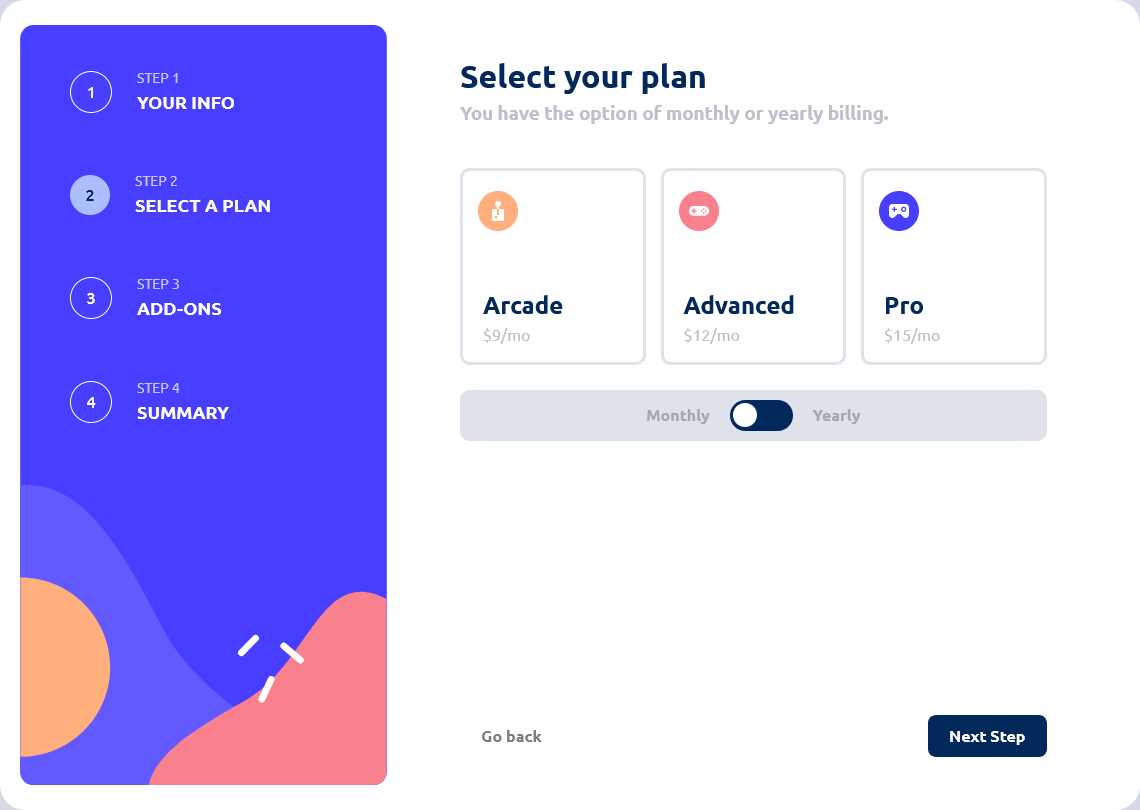 1
STEP 1
YOUR INFO
2
STEP 2
SELECT A PLAN
3
STEP 3
ADD-ONS
4
STEP 4
SUMMARY
Select your plan
You have the option of monthly or yearly billing.
Arcade
$9/mo
Advanced
$12/mo
Pro
$15/mo
Monthly
Yearly
Go back
Next Step